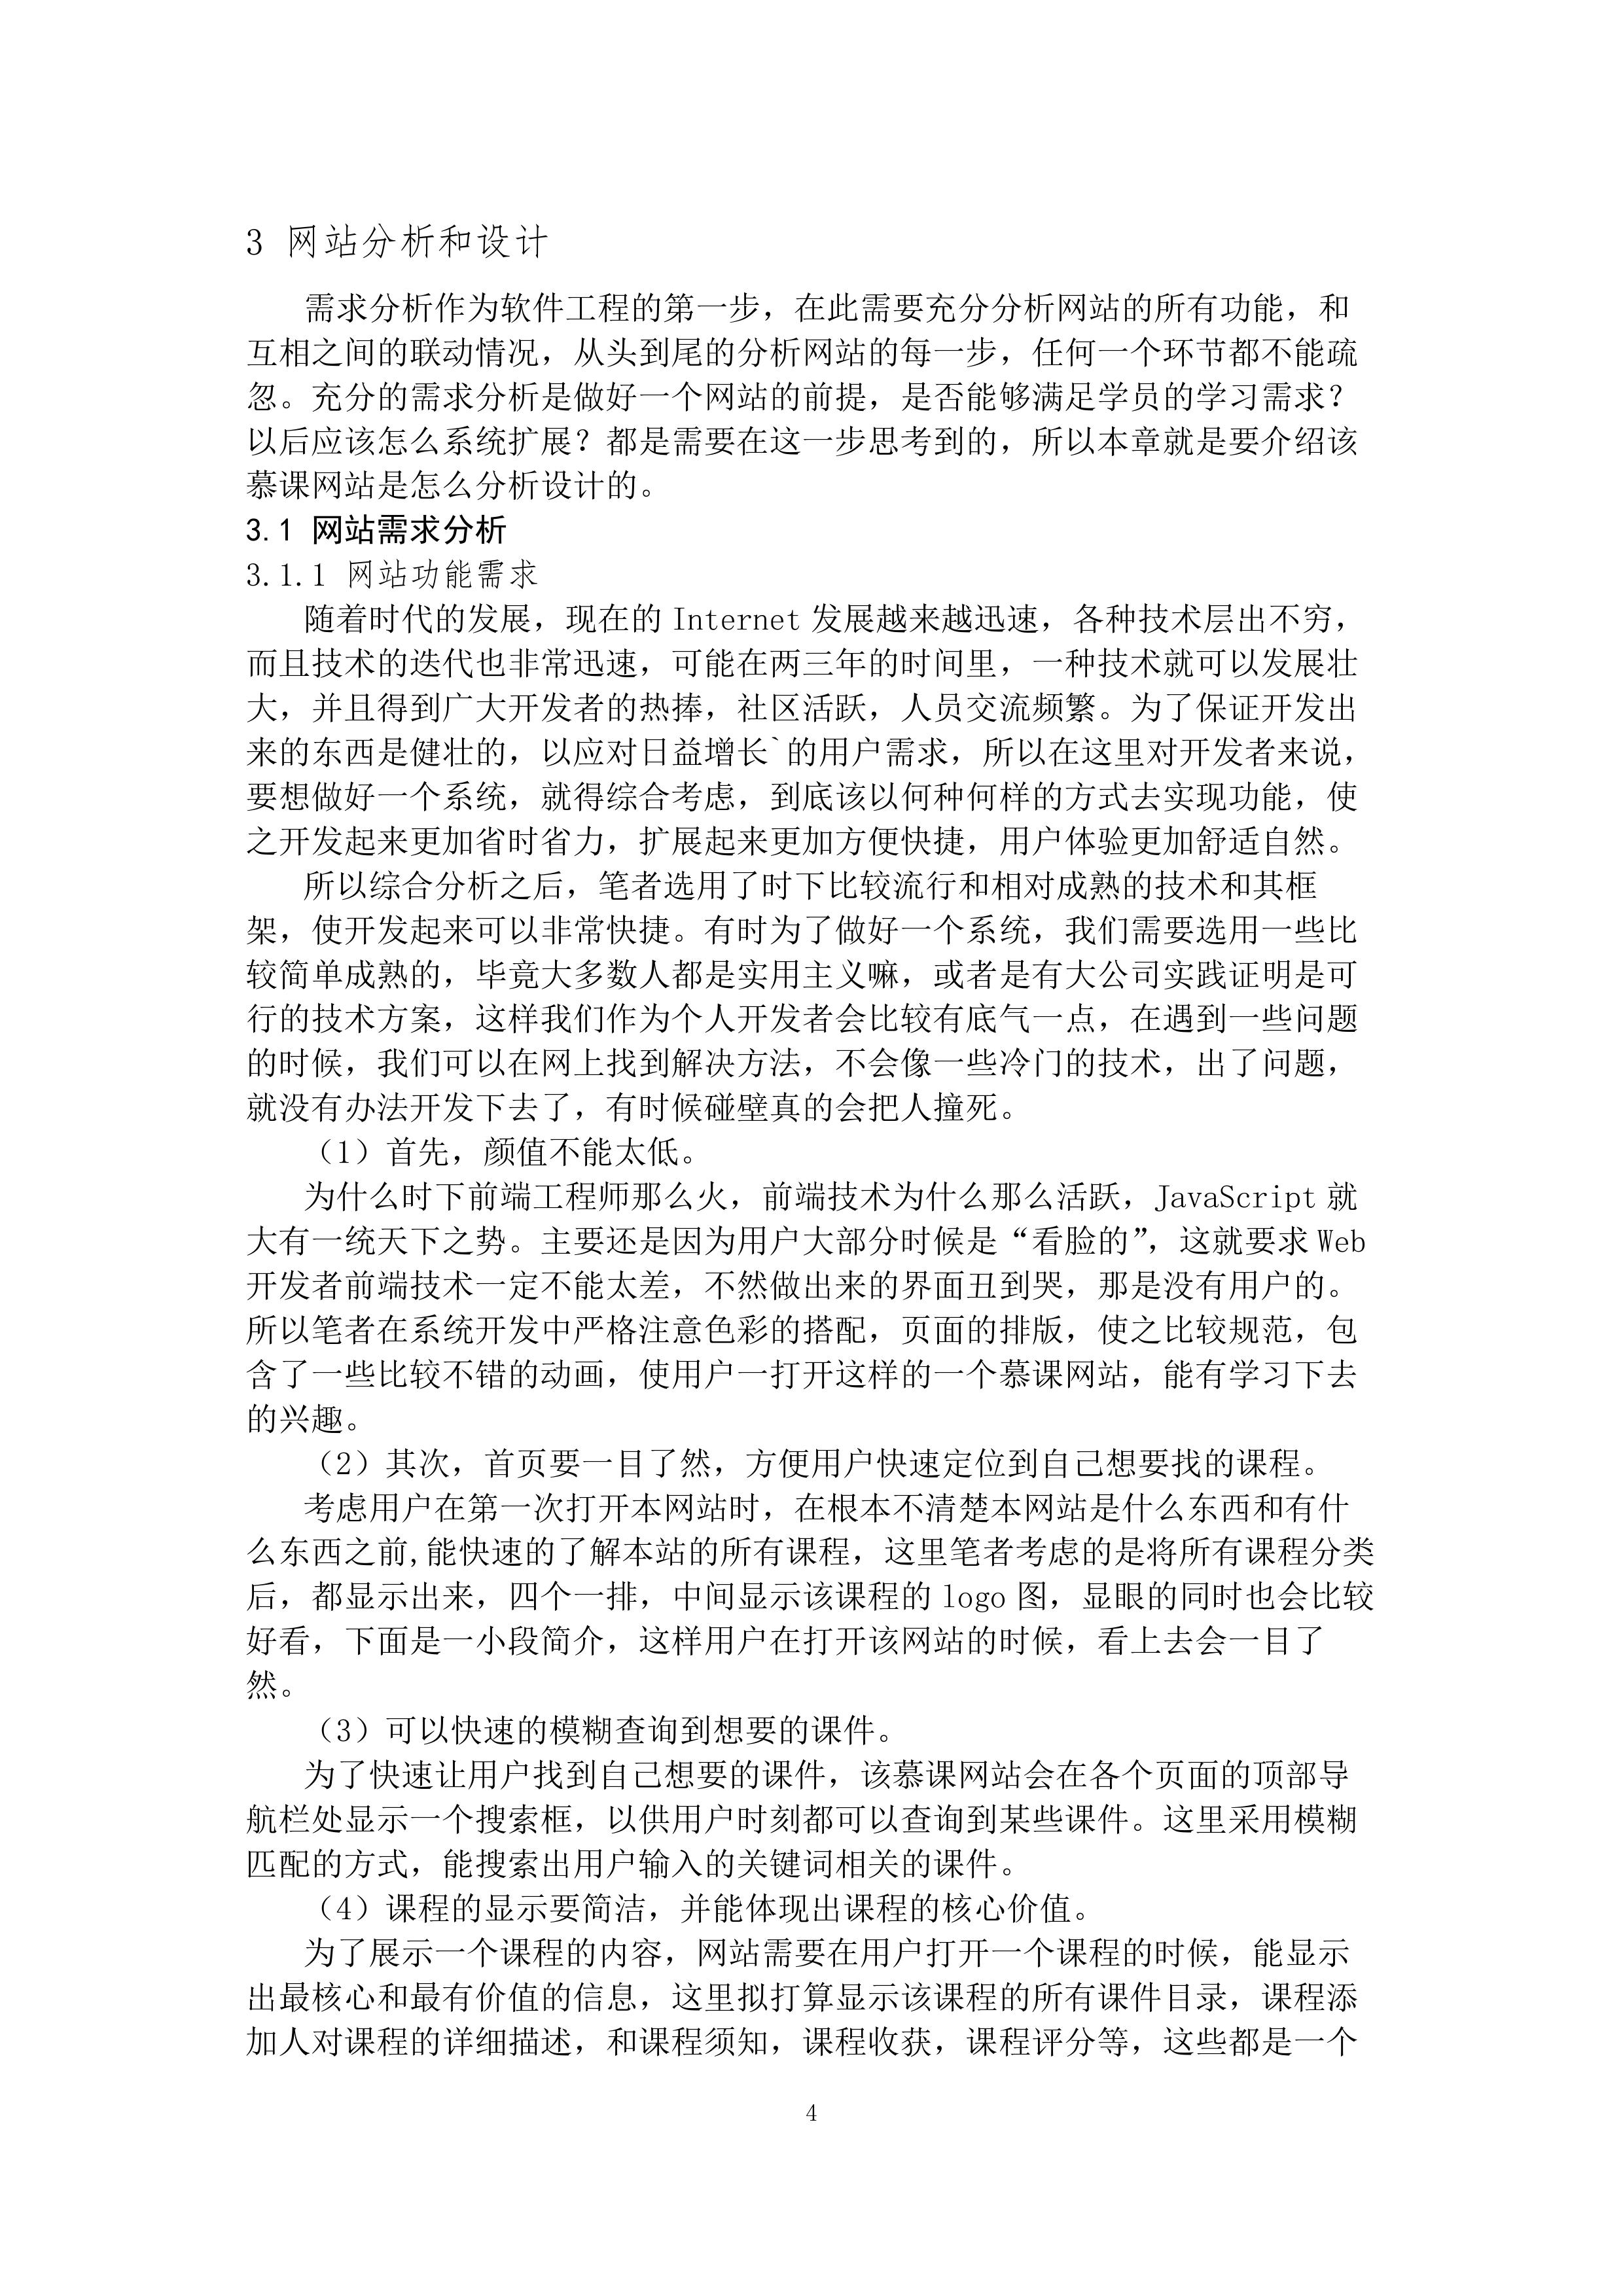 3 网站分析和设计
需求分析作为软件工程的第一步，在此需要充分分析网站的所有功能，和
互相之间的联动情况，从头到尾的分析网站的每一步，任何一个环节都不能疏
忽。充分的需求分析是做好一个网站的前提，是否能够满足学员的学习需求？
以后应该怎么系统扩展？都是需要在这一步思考到的，所以本章就是要介绍该
慕课网站是怎么分析设计的。
3.1 网站需求分析
3.1.1 网站功能需求
随着时代的发展，现在的 Internet 发展越来越迅速，各种技术层出不穷，
而且技术的迭代也非常迅速，可能在两三年的时间里，一种技术就可以发展壮
大，并且得到广大开发者的热捧，社区活跃，人员交流频繁。为了保证开发出
来的东西是健壮的，以应对日益增长`的用户需求，所以在这里对开发者来说，
要想做好一个系统，就得综合考虑，到底该以何种何样的方式去实现功能，使
之开发起来更加省时省力，扩展起来更加方便快捷，用户体验更加舒适自然。
所以综合分析之后，笔者选用了时下比较流行和相对成熟的技术和其框
架，使开发起来可以非常快捷。有时为了做好一个系统，我们需要选用一些比
较简单成熟的，毕竟大多数人都是实用主义嘛，或者是有大公司实践证明是可
行的技术方案，这样我们作为个人开发者会比较有底气一点，在遇到一些问题
的时候，我们可以在网上找到解决方法，不会像一些冷门的技术，出了问题，
就没有办法开发下去了，有时候碰壁真的会把人撞死。
（1）首先，颜值不能太低。
为什么时下前端工程师那么火，前端技术为什么那么活跃，JavaScript 就
大有一统天下之势。主要还是因为用户大部分时候是“看脸的”，这就要求 Web
开发者前端技术一定不能太差，不然做出来的界面丑到哭，那是没有用户的。
所以笔者在系统开发中严格注意色彩的搭配，页面的排版，使之比较规范，包
含了一些比较不错的动画，使用户一打开这样的一个慕课网站，能有学习下去
的兴趣。
（2）其次，首页要一目了然，方便用户快速定位到自己想要找的课程。
考虑用户在第一次打开本网站时，在根本不清楚本网站是什么东西和有什
么东西之前,能快速的了解本站的所有课程，这里笔者考虑的是将所有课程分类
后，都显示出来，四个一排，中间显示该课程的 logo 图，显眼的同时也会比较
好看，下面是一小段简介，这样用户在打开该网站的时候，看上去会一目了
然。
（3）可以快速的模糊查询到想要的课件。
为了快速让用户找到自己想要的课件，该慕课网站会在各个页面的顶部导
航栏处显示一个搜索框，以供用户时刻都可以查询到某些课件。这里采用模糊
匹配的方式，能搜索出用户输入的关键词相关的课件。
（4）课程的显示要简洁，并能体现出课程的核心价值。
为了展示一个课程的内容，网站需要在用户打开一个课程的时候，能显示
出最核心和最有价值的信息，这里拟打算显示该课程的所有课件目录，课程添
加人对课程的详细描述，和课程须知，课程收获，课程评分等，这些都是一个
4